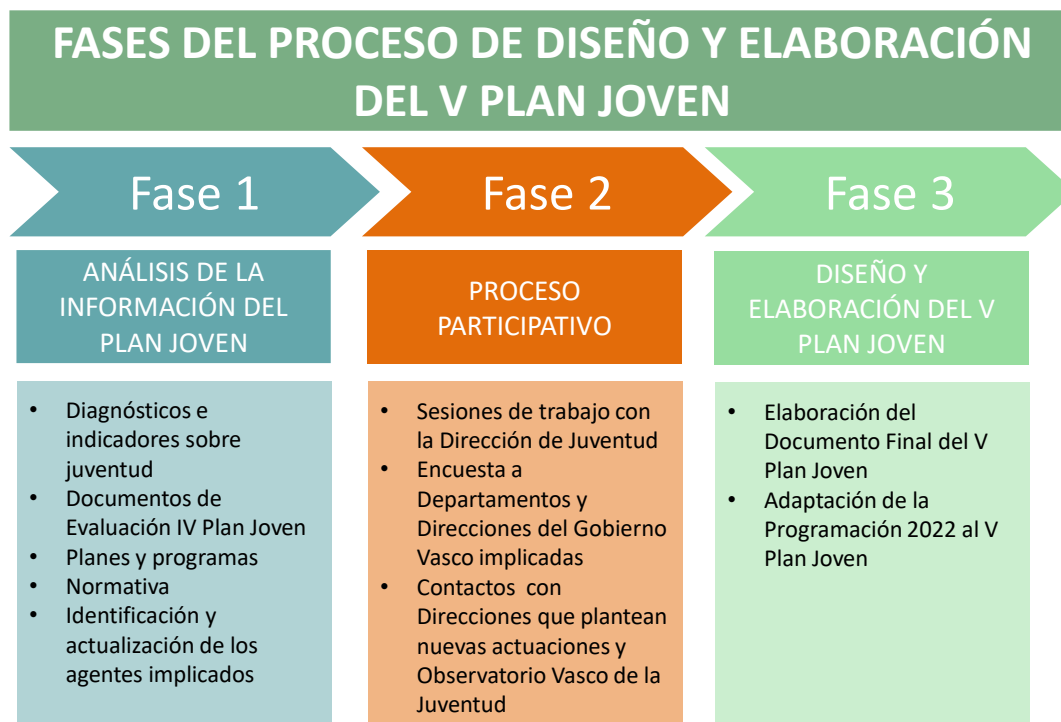 FASES DEL PROCESO DE DISEÑO Y ELABORACIÓN
DEL V PLAN JOVEN
Fase 1
ANÁLISIS DE LA
INFORMACIÓN DEL
PLAN JOVEN
• Diagnósticos e
indicadores sobre
juventud
• Documentos de
Evaluación IV Plan Joven
• Planes y programas
• Normativa
• Identificación y
actualización de los
agentes implicados
Fase 2
PROCESO
PARTICIPATIVO
• Sesiones de trabajo con
la Dirección de Juventud
• Encuesta a
Departamentos y
Direcciones del Gobierno
Vasco implicadas
• Contactos con
Direcciones que plantean
nuevas actuaciones y
Observatorio Vasco de la
Juventud
Fase 3
DISEÑO Y
ELABORACIÓN DEL V
PLAN JOVEN
• Elaboración del
Documento Final del V
Plan Joven
• Adaptación de la
Programación 2022 al V
Plan Joven